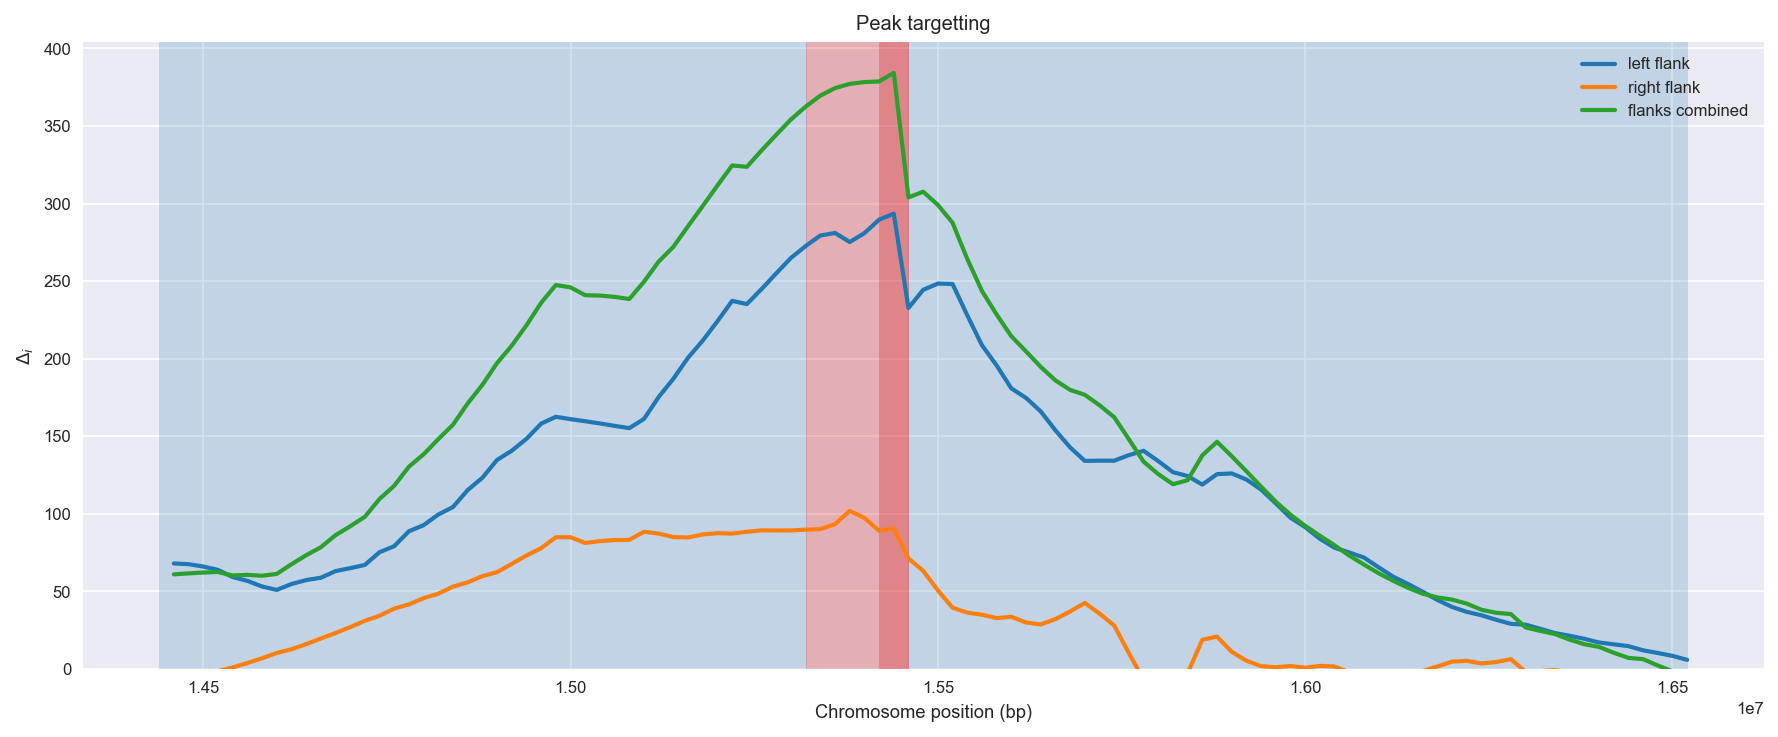 Peak targetting
400
350
300
250
200
150
100
50
0
Δi
left flank
right flank
flanks combined
1.45 1.50 1.55 1.60 1.65
1e7
Chromosome position (bp)